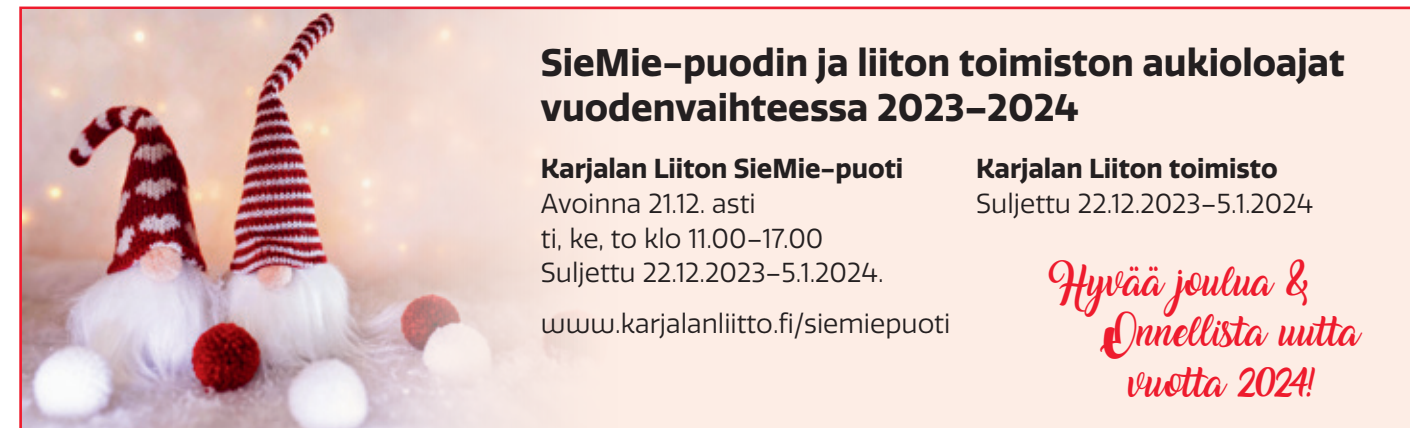 SieMie-puodin ja liiton toimiston aukioloajat
vuodenvaihteessa 2023–2024
Karjalan Liiton SieMie-puoti
Avoinna 21.12. asti
ti, ke, to klo 11.00–17.00
Suljettu 22.12.2023–5.1.2024.
www.karjalanliitto.fi/siemiepuoti
Karjalan Liiton toimisto
Suljettu 22.12.2023–5.1.2024
Hyvää joulua &
Onnellista uutta
vuotta 2024!